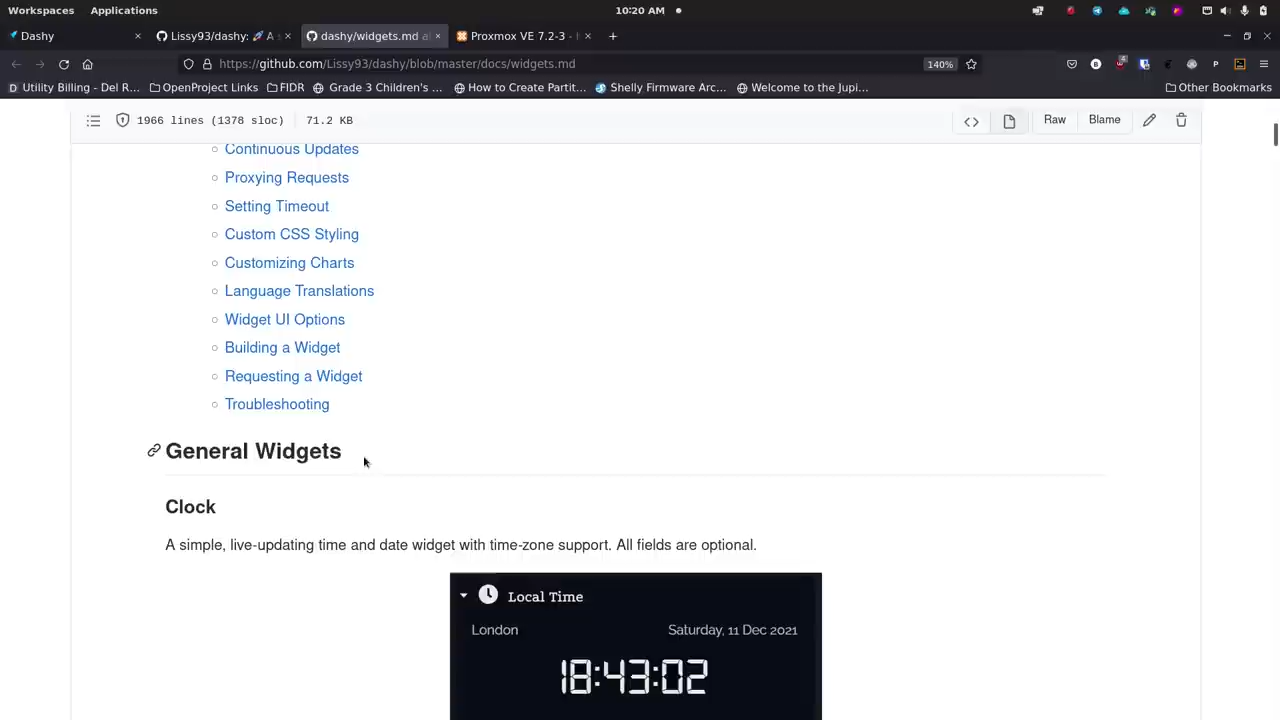 Workspaces Applications 10:20 AM
Dashy × Lissy93/dashy: 🚀 A s × dashy/widgets.md a × Proxmox VE 7.2-3 - × +
https://github.com/Lissy93/dashy/blob/master/docs/widgets.md 140%
Utility Billing - Del R... OpenProject Links FIDR Grade 3 Children's ... How to Create Partit... Shelly Firmware Arc... Welcome to the Jupi... Other Bookmarks
1966 lines (1378 sloc) 71.2 KB Raw Blame
Continuous Updates
Proxying Requests
Setting Timeout
Custom CSS Styling
Customizing Charts
Language Translations
Widget UI Options
Building a Widget
Requesting a Widget
Troubleshooting
General Widgets
Clock
A simple, live-updating time and date widget with time-zone support. All fields are optional.
Local Time
London Saturday, 11 Dec 2021
18:43:02